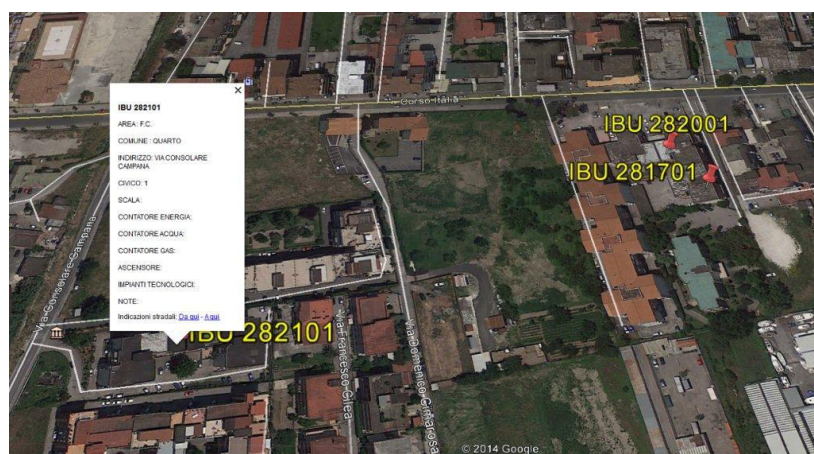 Corso Italia
IBU 282001
IBU 281701
IBU 282101
AREA: F.C.
COMUNE : QUARTO
INDIRIZZO: VIA CONSOLARE
CAMPANA
CIVICO: 1
SCALA:
CONTATORE ENERGIA:
CONTATORE ACQUA:
CONTATORE GAS:
ASCENSORE:
IMPIANTI TECNOLOGICI:
NOTE:
Indicazioni stradali: Da qui - A qui
Via Consolare Campana
IBU 282101
Via Francesco Cilea
Via Domenico Cimarosa
© 2014 Google